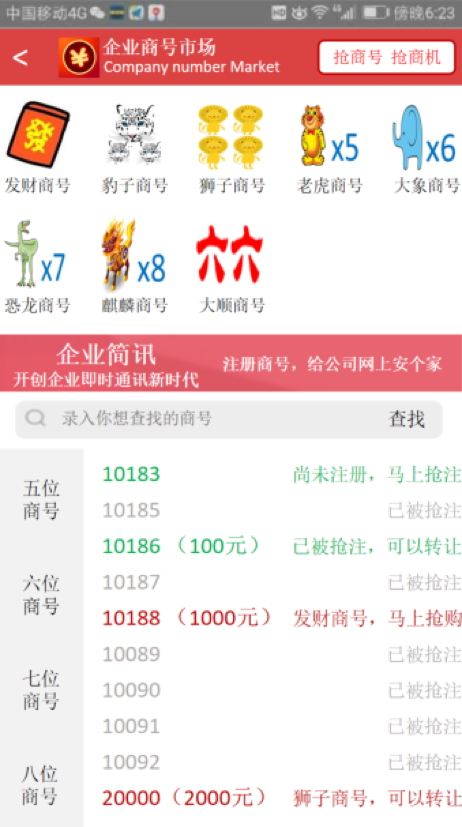 中国移动4G
HD
4G
傍晚6:23
<
企业商号市场
Company number Market
抢商号 抢商机
發
x5
x6
发财商号
豹子商号
狮子商号
老虎商号
大象商号
x7
x8
六六
恐龙商号
麒麟商号
大顺商号
企业简讯
开创企业即时通讯新时代
注册商号，给公司网上安个家
录入你想查找的商号
查找
五位
商号
六位
商号
七位
商号
八位
商号
10183 尚未注册，马上抢注
10185 已被抢注
10186 （100元） 已被抢注，可以转让
10187 已被抢注
10188 （1000元） 发财商号，马上抢购
10089 已被抢注
10090 已被抢注
10091 已被抢注
10092 已被抢注
20000（2000元） 狮子商号，可以转让